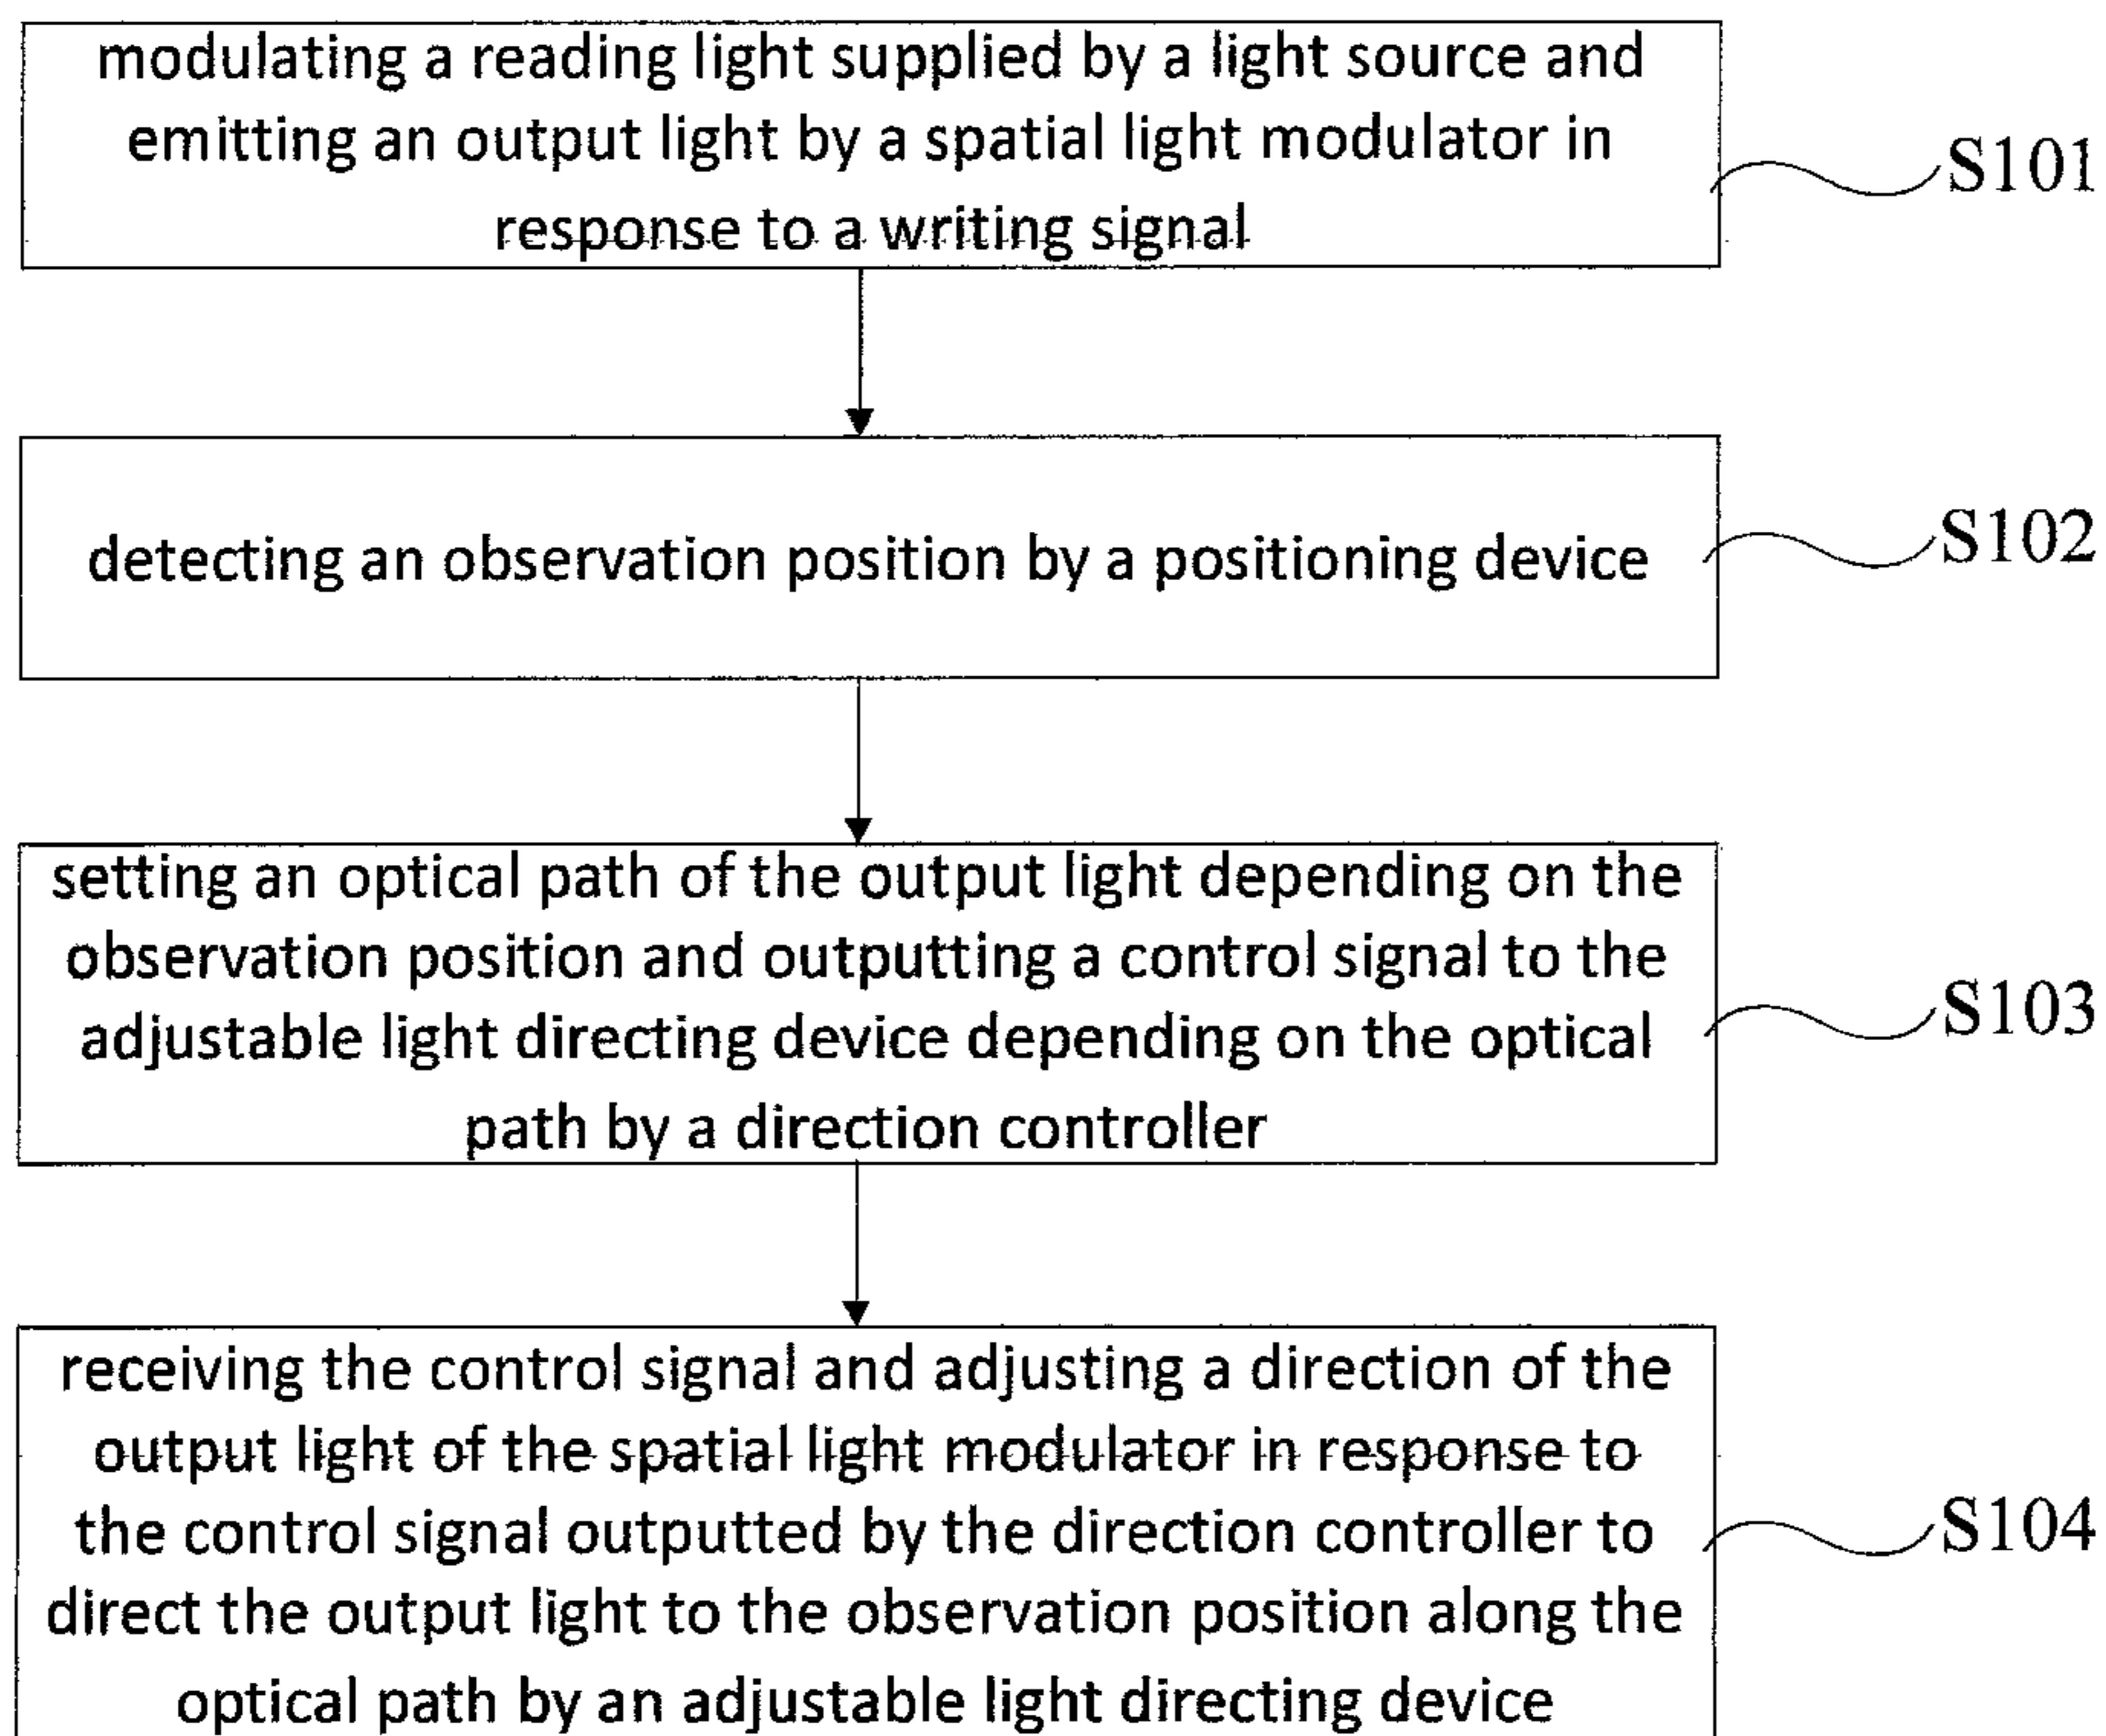 modulating a reading light supplied by a light source and
emitting an output light by a spatial light modulator in
response to a writing signal
S101
detecting an observation position by a positioning device
S102
setting an optical path of the output light depending on the
observation position and outputting a control signal to the
adjustable light directing device depending on the optical
path by a direction controller
S103
receiving the control signal and adjusting a direction of the
output light of the spatial light modulator in response to
the control signal outputted by the direction controller to
direct the output light to the observation position along the
optical path by an adjustable light directing device
S104